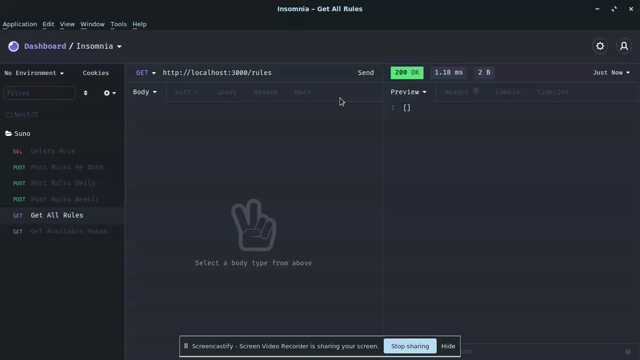 Insomnia – Get All Rules
Application Edit View Window Tools Help
Dashboard / Insomnia
No Environment Cookies
GET http://localhost:3000/rules Send
200 OK 1.18 ms 2 B Just Now
Filter
Body Auth Query Header Docs
Preview Header Cookie Timeline
NestJS
1 []
Suno
DEL Delete Rule
POST Post Rules By Date
POST Post Rules Daily
POST Post Rules Weekly
GET Get All Rules
GET Get Available Hours
Select a body type from above
Screencastify - Screen Video Recorder is sharing your screen. Stop sharing Hide